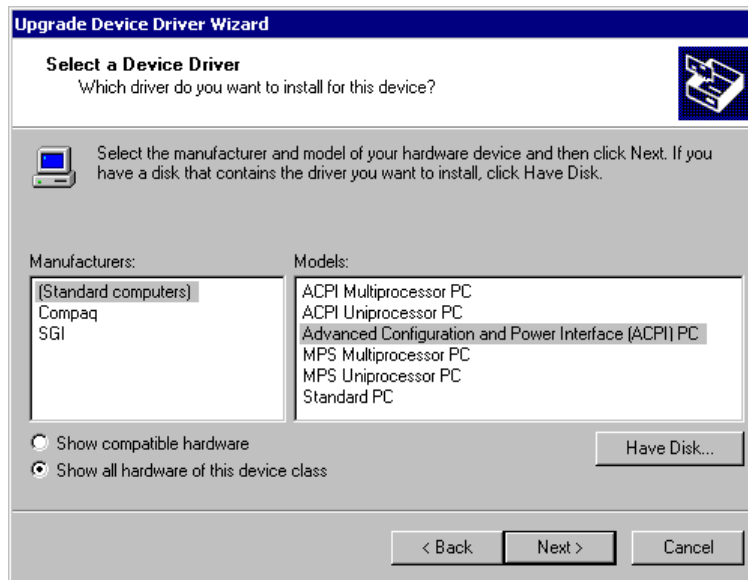 Upgrade Device Driver Wizard
Select a Device Driver
Which driver do you want to install for this device?
Select the manufacturer and model of your hardware device and then click Next. If you
have a disk that contains the driver you want to install, click Have Disk.
Manufacturers:
(Standard computers)
Compaq
SGI
Models:
ACPI Multiprocessor PC
ACPI Uniprocessor PC
Advanced Configuration and Power Interface (ACPI) PC
MPS Multiprocessor PC
MPS Uniprocessor PC
Standard PC
Show compatible hardware
Show all hardware of this device class
Have Disk...
< Back
Next >
Cancel